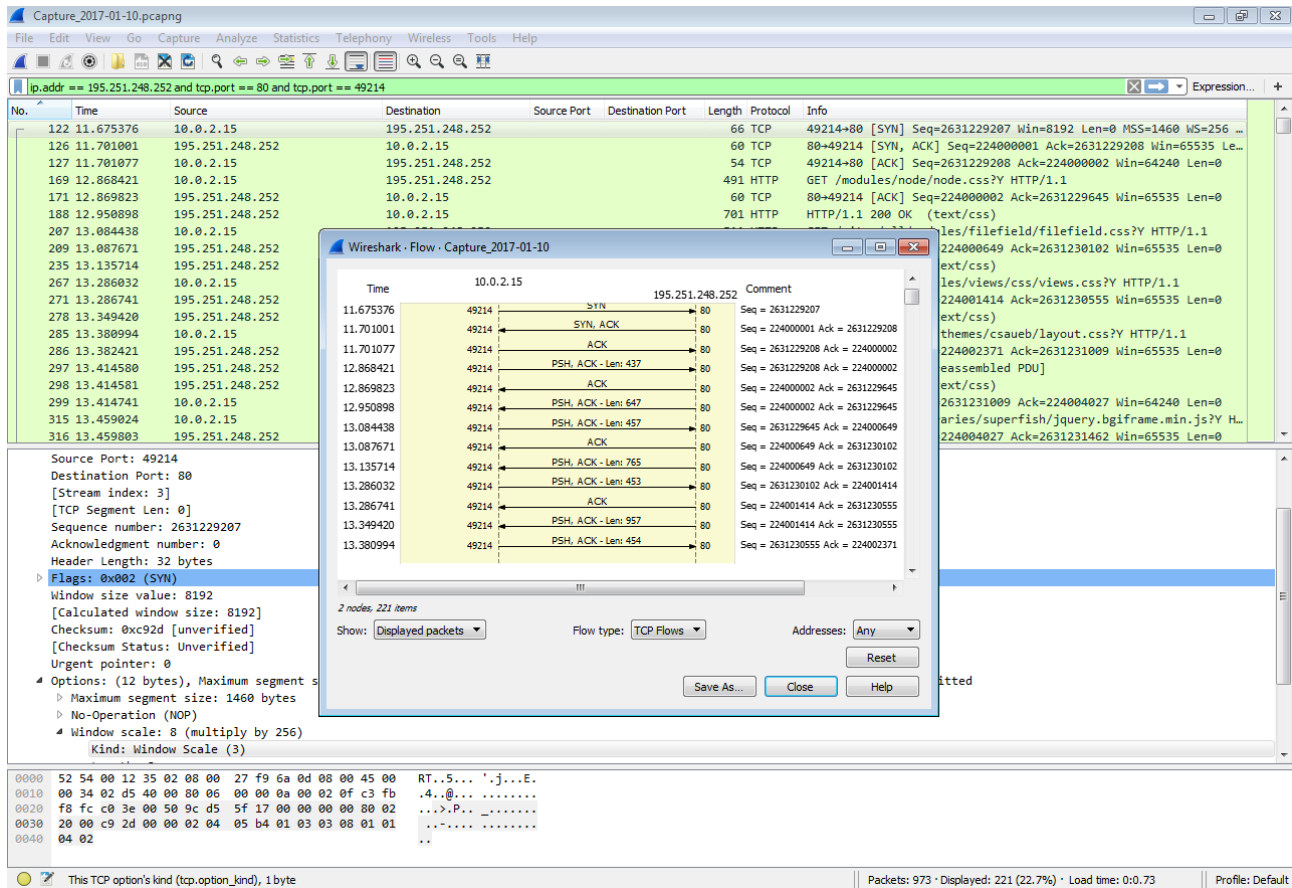 Capture_2017-01-10.pcapng
File Edit View Go Capture Analyze Statistics Telephony Wireless Tools Help
ip.addr == 195.251.248.252 and tcp.port == 80 and tcp.port == 49214 Expression... +
No. Time Source Destination Source Port Destination Port Length Protocol Info
122 11.675376 10.0.2.15 195.251.248.252 66 TCP 49214→80 [SYN] Seq=2631229207 Win=8192 Len=0 MSS=1460 WS=256 …
126 11.701001 195.251.248.252 10.0.2.15 60 TCP 80→49214 [SYN, ACK] Seq=224000001 Ack=2631229208 Win=65535 Le…
127 11.701077 10.0.2.15 195.251.248.252 54 TCP 49214→80 [ACK] Seq=2631229208 Ack=224000002 Win=64240 Len=0
169 12.868421 10.0.2.15 195.251.248.252 491 HTTP GET /modules/node/node.css?Y HTTP/1.1
171 12.869823 195.251.248.252 10.0.2.15 60 TCP 80→49214 [ACK] Seq=224000002 Ack=2631229645 Win=65535 Len=0
188 12.950898 195.251.248.252 10.0.2.15 701 HTTP HTTP/1.1 200 OK (text/css)
207 13.084438 10.0.2.15 les/filefield/filefield.css?Y HTTP/1.1
209 13.087671 195.251.248.252 224000649 Ack=2631230102 Win=65535 Len=0
235 13.135714 195.251.248.252 ext/css)
267 13.286032 10.0.2.15 les/views/css/views.css?Y HTTP/1.1
271 13.286741 195.251.248.252 224001414 Ack=2631230555 Win=65535 Len=0
278 13.349420 195.251.248.252 ext/css)
285 13.380994 10.0.2.15 themes/csaueb/layout.css?Y HTTP/1.1
286 13.382421 195.251.248.252 224002371 Ack=2631231009 Win=65535 Len=0
297 13.414580 195.251.248.252 eassembled PDU]
298 13.414581 195.251.248.252 ext/css)
299 13.414741 10.0.2.15 2631231009 Ack=224004027 Win=64240 Len=0
315 13.459024 10.0.2.15 aries/superfish/jquery.bgiframe.min.js?Y H…
316 13.459803 195.251.248.252 224004027 Ack=2631231462 Win=65535 Len=0
Wireshark · Flow · Capture_2017-01-10
Time 10.0.2.15 195.251.248.252 Comment
11.675376 49214 SYN 80 Seq = 2631229207
11.701001 49214 SYN, ACK 80 Seq = 224000001 Ack = 2631229208
11.701077 49214 ACK 80 Seq = 2631229208 Ack = 224000002
12.868421 49214 PSH, ACK - Len: 437 80 Seq = 2631229208 Ack = 224000002
12.869823 49214 ACK 80 Seq = 224000002 Ack = 2631229645
12.950898 49214 PSH, ACK - Len: 647 80 Seq = 224000002 Ack = 2631229645
13.084438 49214 PSH, ACK - Len: 457 80 Seq = 2631229645 Ack = 224000649
13.087671 49214 ACK 80 Seq = 224000649 Ack = 2631230102
13.135714 49214 PSH, ACK - Len: 765 80 Seq = 224000649 Ack = 2631230102
13.286032 49214 PSH, ACK - Len: 453 80 Seq = 2631230102 Ack = 224001414
13.286741 49214 ACK 80 Seq = 224001414 Ack = 2631230555
13.349420 49214 PSH, ACK - Len: 957 80 Seq = 224001414 Ack = 2631230555
13.380994 49214 PSH, ACK - Len: 454 80 Seq = 2631230555 Ack = 224002371
2 nodes, 221 items
Show: Displayed packets Flow type: TCP Flows Addresses: Any
Reset
Save As... Close Help
Source Port: 49214
Destination Port: 80
[Stream index: 3]
[TCP Segment Len: 0]
Sequence number: 2631229207
Acknowledgment number: 0
Header Length: 32 bytes
Flags: 0x002 (SYN)
Window size value: 8192
[Calculated window size: 8192]
Checksum: 0xc92d [unverified]
[Checksum Status: Unverified]
Urgent pointer: 0
Options: (12 bytes), Maximum segment s itted
Maximum segment size: 1460 bytes
No-Operation (NOP)
Window scale: 8 (multiply by 256)
Kind: Window Scale (3)
0000 52 54 00 12 35 02 08 00 27 f9 6a 0d 08 00 45 00 RT..5... '.j...E.
0010 00 34 02 d5 40 00 80 06 00 00 0a 00 02 0f c3 fb .4..@... ........
0020 f8 fc c0 3e 00 50 9c d5 5f 17 00 00 00 00 80 02 ...>.P.. _.......
0030 20 00 c9 2d 00 00 02 04 05 b4 01 03 03 08 01 01 ..-.... ........
0040 04 02 ..
This TCP option's kind (tcp.option_kind), 1 byte Packets: 973 · Displayed: 221 (22.7%) · Load time: 0:0.73 Profile: Default